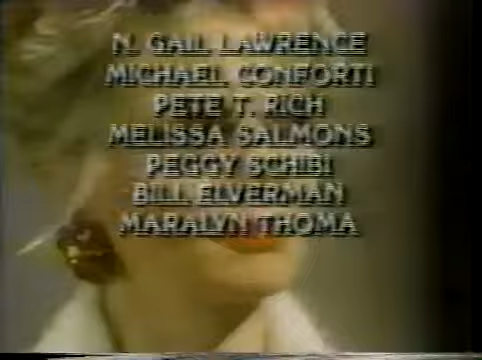 N. GAIL LAWRENCE
MICHAEL CONFORTI
PETE T. RICH
MELISSA SALMONS
PEGGY SCHIBI
BILL ELVERMAN
MARALYN THOMA